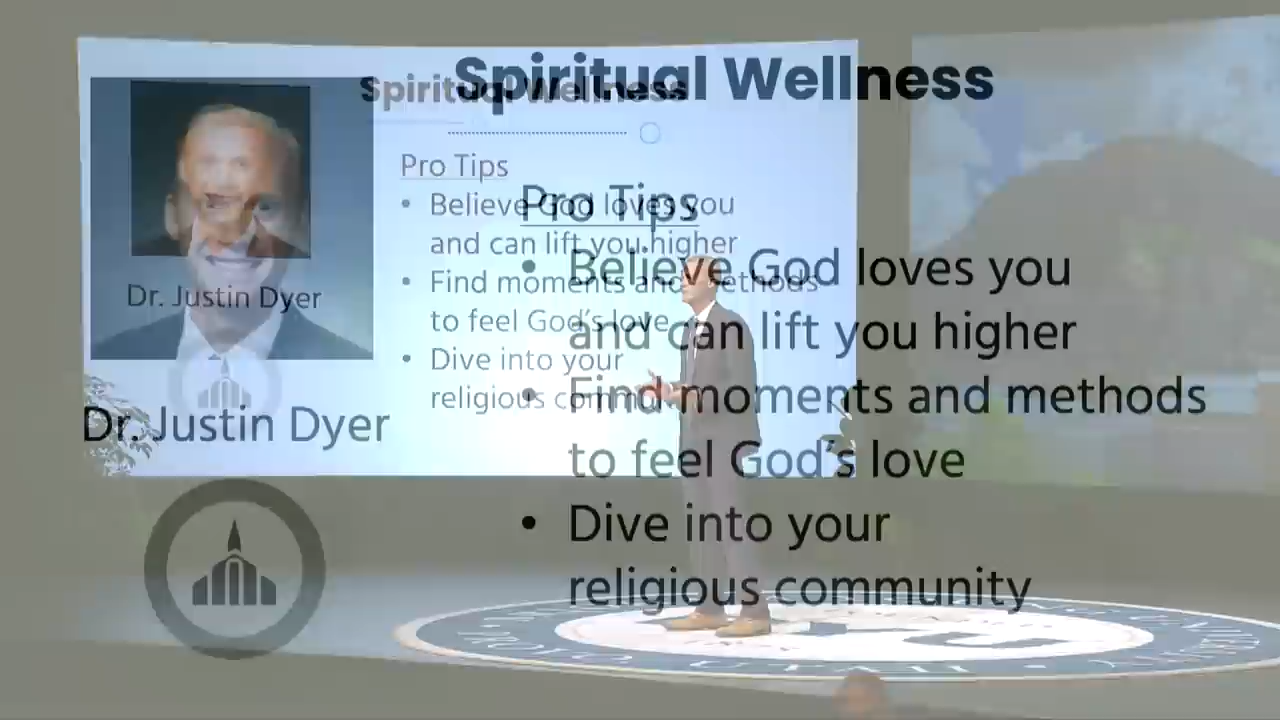 Spiritual Wellness
Pro Tips
• Believe God loves you
and can lift you higher
• Find moments and methods
to feel God's love
• Dive into your
religious
Dr. Justin Dyer
Spiritual Wellness
Pro Tips
• Believe God loves you
and can lift you higher
• Find moments and methods
to feel God's love
• Dive into your
religious community
Dr. Justin Dyer
PROVO UTAH